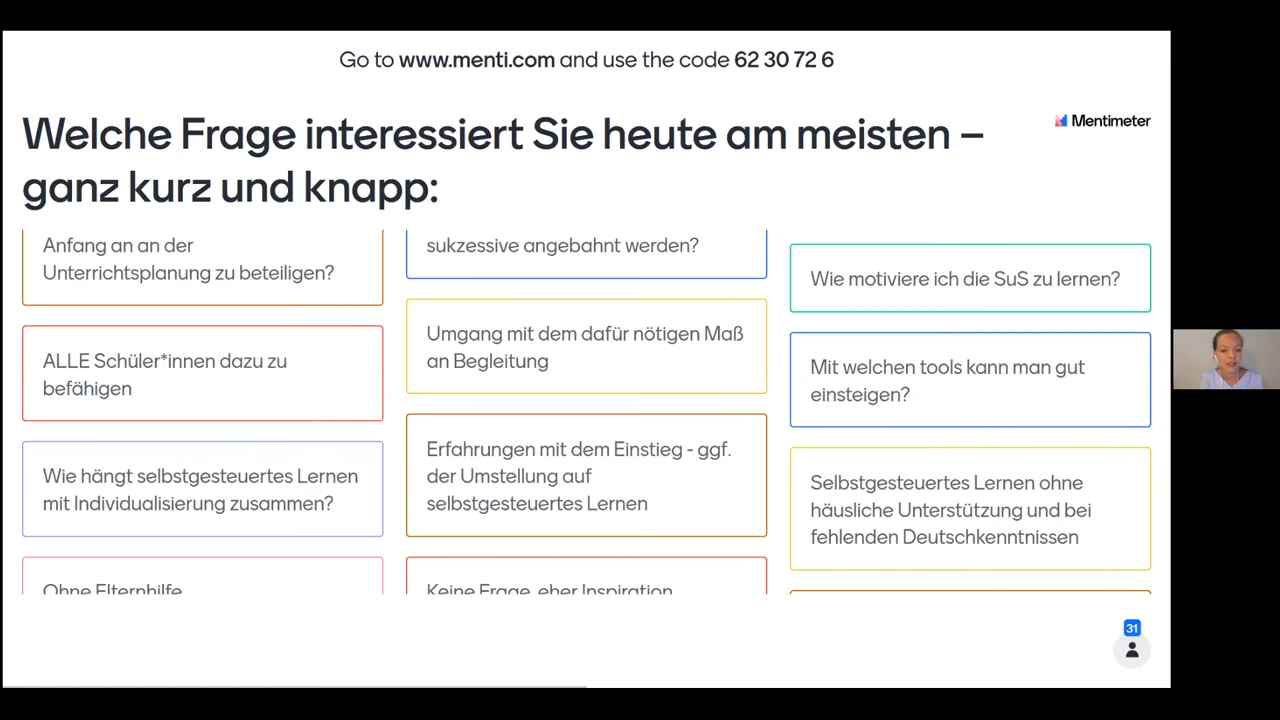 Go to www.menti.com and use the code 62 30 72 6
Mentimeter
Welche Frage interessiert Sie heute am meisten –
ganz kurz und knapp:
Anfang an an der
Unterrichtsplanung zu beteiligen?
ALLE Schüler*innen dazu zu
befähigen
Wie hängt selbstgesteuertes Lernen
mit Individualisierung zusammen?
Ohne Elternhilfe
sukzessive angebahnt werden?
Umgang mit dem dafür nötigen Maß
an Begleitung
Erfahrungen mit dem Einstieg - ggf.
der Umstellung auf
selbstgesteuertes Lernen
Keine Frage, eher Inspiration
Wie motiviere ich die SuS zu lernen?
Mit welchen tools kann man gut
einsteigen?
Selbstgesteuertes Lernen ohne
häusliche Unterstützung und bei
fehlenden Deutschkenntnissen
31